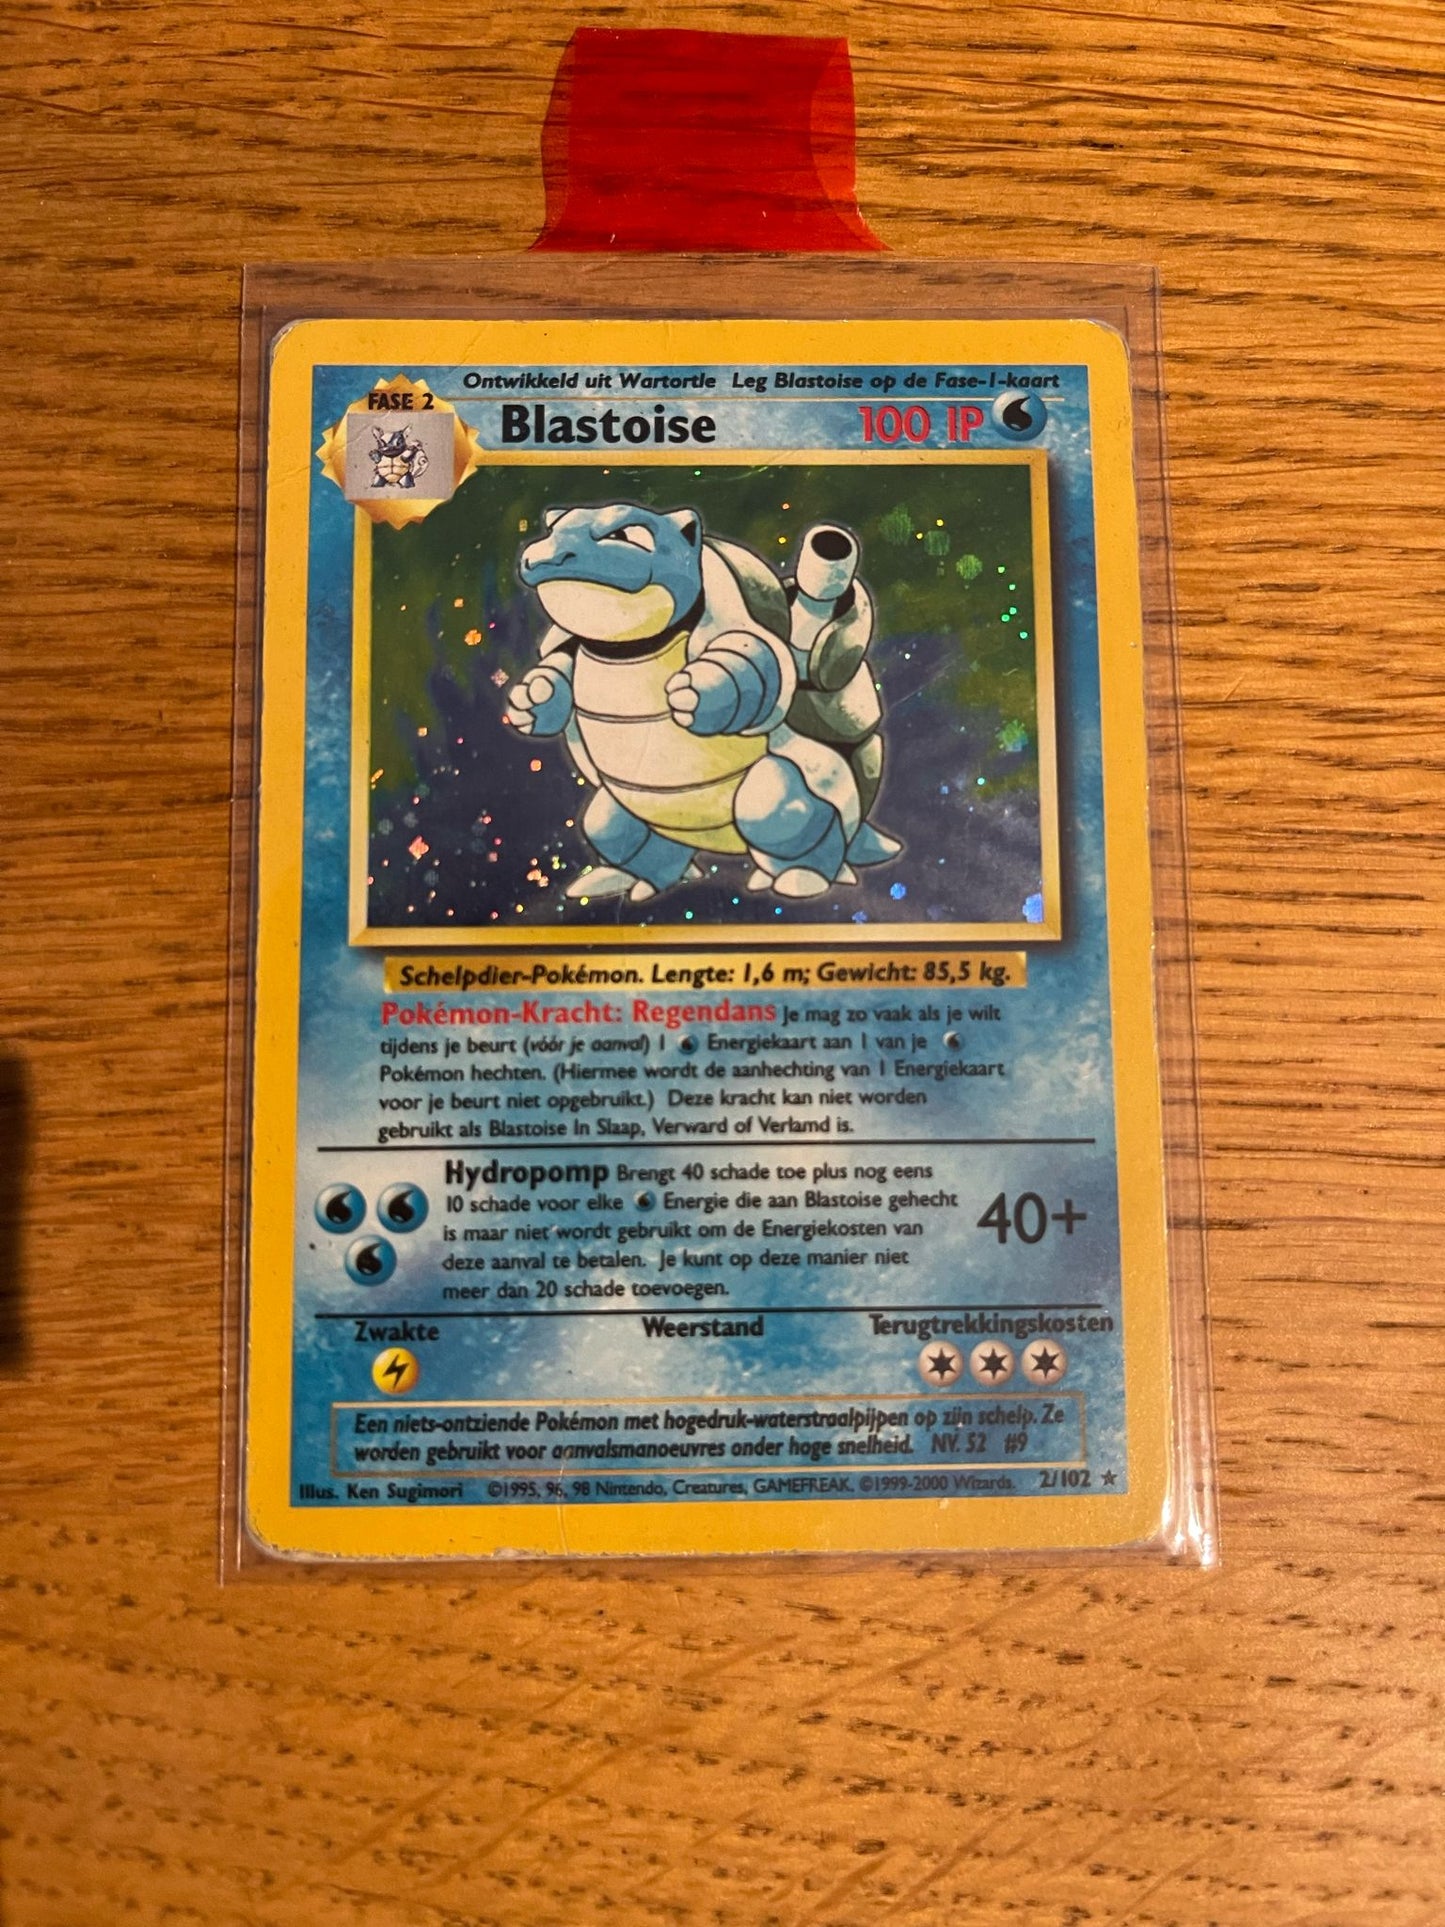 Ontwikkeld uit Wartortle Leg Blastoise op de Fase-1-kaart
FASE 2
Blastoise 100 IP
Schelpdier-Pokémon. Lengte: 1,6 m; Gewicht: 85,5 kg.
Pokémon-Kracht: Regendans Je mag zo vaak als je wilt
tijdens je beurt (vóór je aanval) 1 Energiekaart aan 1 van je
Pokémon hechten. (Hiermee wordt de aanhechting van 1 Energiekaart
voor je beurt niet opgebruikt.) Deze kracht kan niet worden
gebruikt als Blastoise In Slaap, Verward of Verlamd is.
Hydropomp Brengt 40 schade toe plus nog eens
10 schade voor elke Energie die aan Blastoise gehecht
is maar niet wordt gebruikt om de Energiekosten van
deze aanval te betalen. Je kunt op deze manier niet
meer dan 20 schade toevoegen.
40+
Zwakte Weerstand Terugtrekkingskosten
Een niets-ontziende Pokémon met hogedruk-waterstraalpijpen op zijn schelp. Ze
worden gebruikt voor aanvalsmanoeuvres onder hoge snelheid. NV. 52 #9
Illus. Ken Sugimori ©1995, 96, 98 Nintendo, Creatures, GAMEFREAK. ©1999-2000 Wizards. 2/102 ★